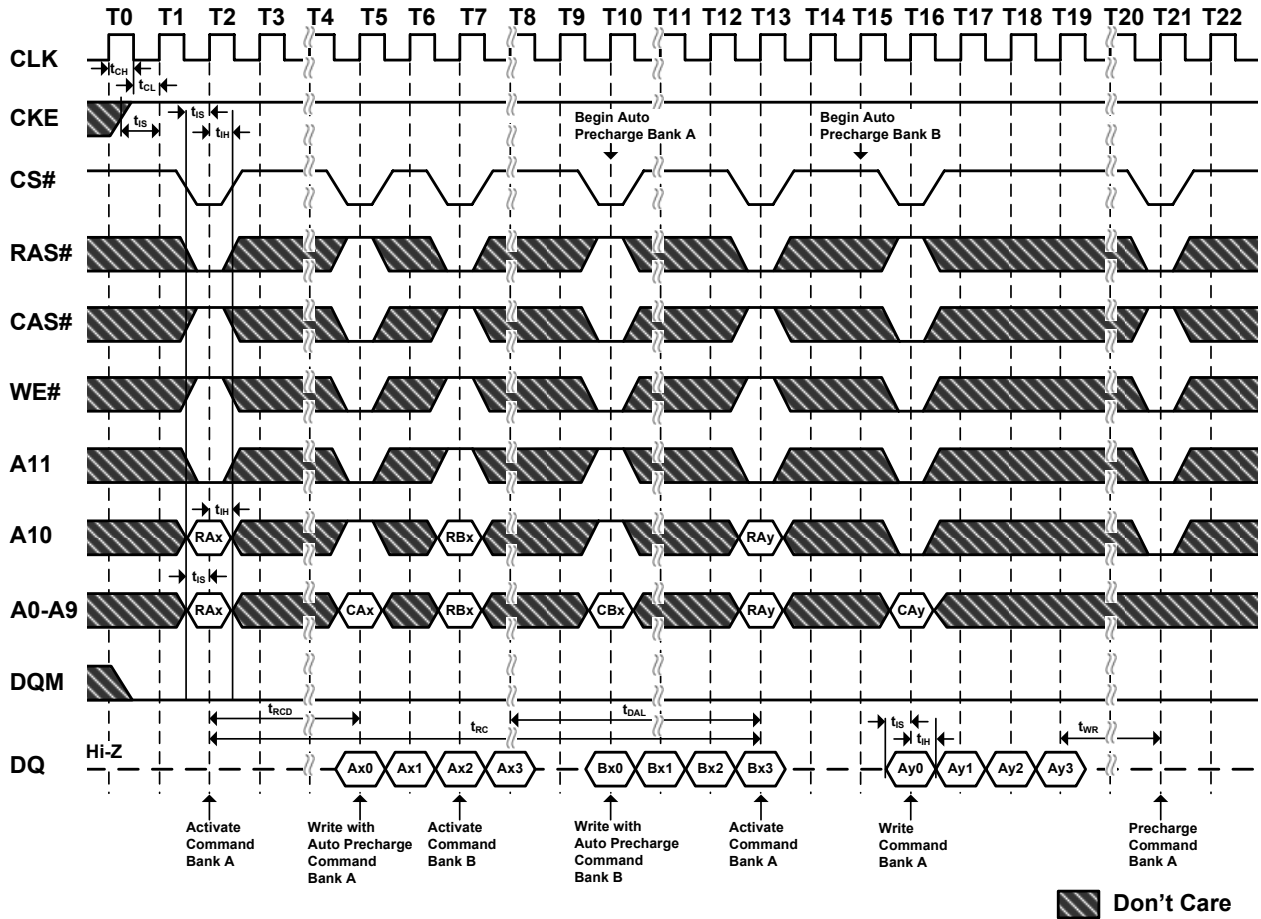 T0 T1 T2 T3 T4 T5 T6 T7 T8 T9 T10 T11 T12 T13 T14 T15 T16 T17 T18 T19 T20 T21 T22
CLK
tCH
tCL
CKE
tIS
tIS
tIH
Begin Auto
Precharge Bank A
Begin Auto
Precharge Bank B
CS#
RAS#
CAS#
WE#
A11
A10
tIH
RAx RBx RAy
tIS
A0-A9
RAx CAx RBx CBx RAy CAy
DQM
tRCD
tRC
tDAL
tIS
tIH
tWR
Hi-Z
DQ
Ax0 Ax1 Ax2 Ax3 Bx0 Bx1 Bx2 Bx3 Ay0 Ay1 Ay2 Ay3
Activate
Command
Bank A
Write with
Auto Precharge
Command
Bank A
Activate
Command
Bank B
Write with
Auto Precharge
Command
Bank B
Activate
Command
Bank A
Write
Command
Bank A
Precharge
Command
Bank A
Don't Care